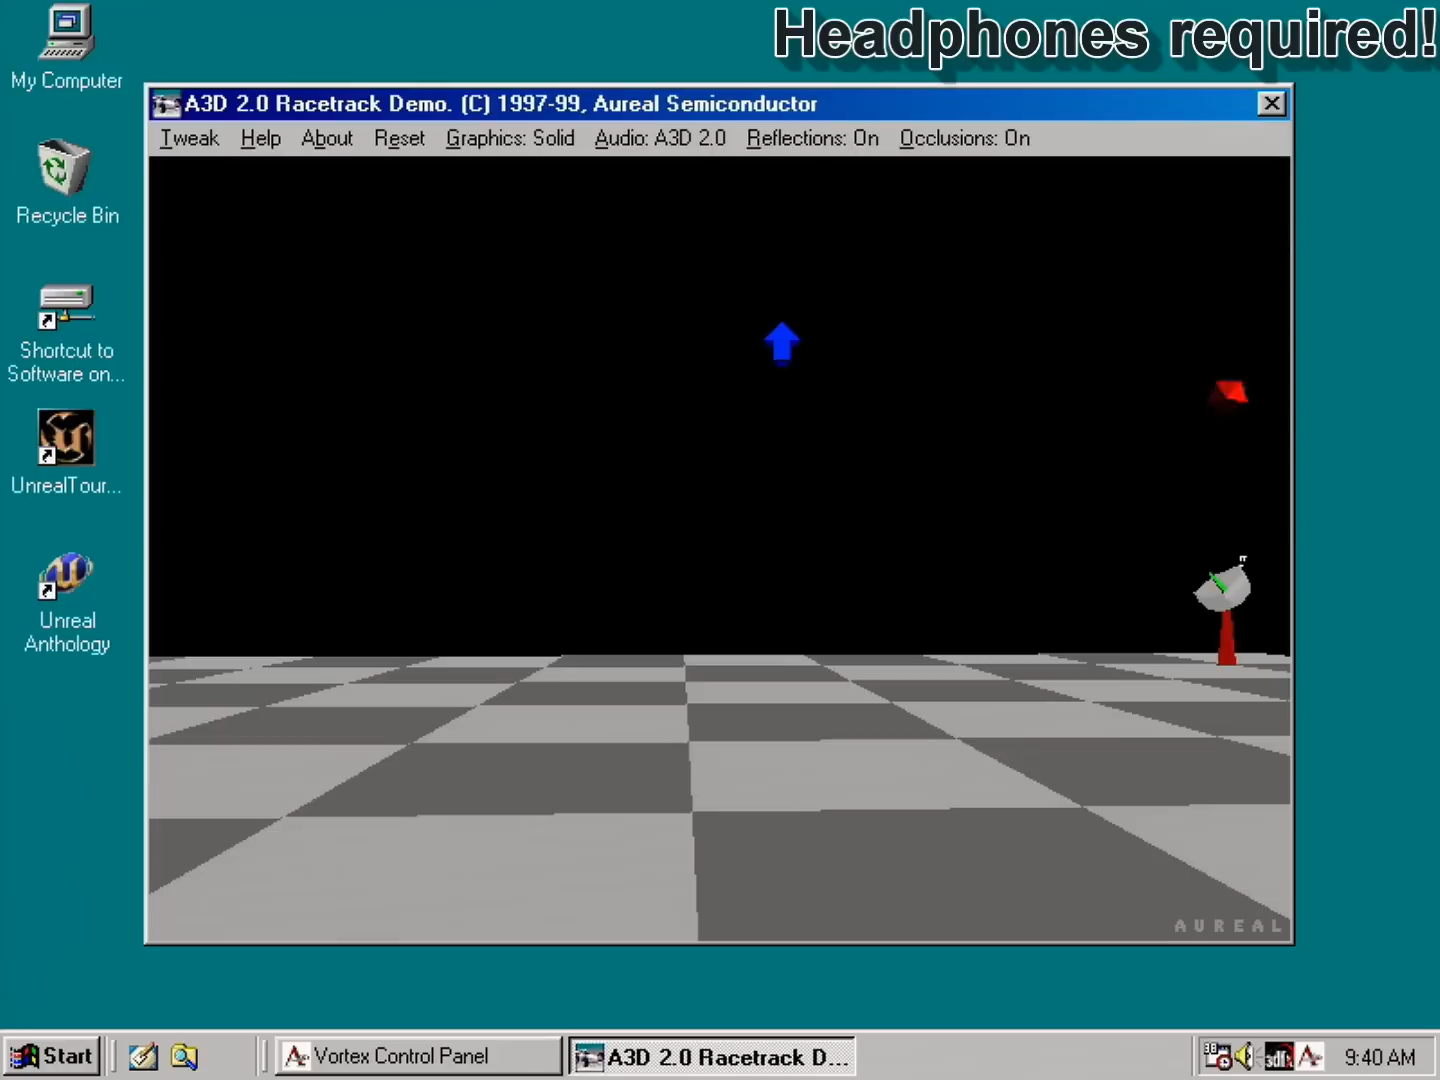 Headphones required!
My Computer
Recycle Bin
Shortcut to
Software on...
UnrealTour...
Unreal
Anthology
A3D 2.0 Racetrack Demo. (C) 1997-99, Aureal Semiconductor
Tweak Help About Reset Graphics: Solid Audio: A3D 2.0 Reflections: On Occlusions: On
AUREAL
Start Vortex Control Panel A3D 2.0 Racetrack D... 9:40 AM